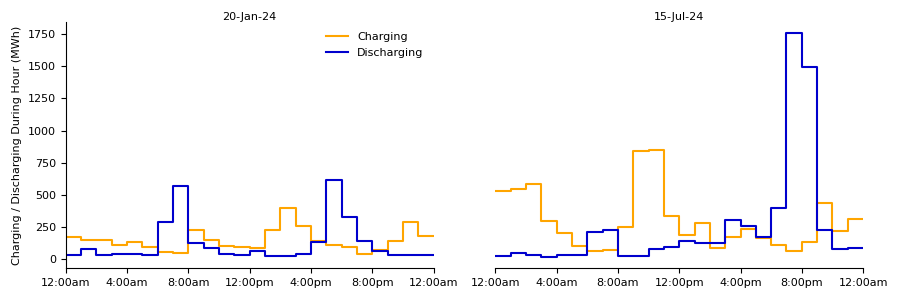 20-Jan-24
15-Jul-24
Charging / Discharging During Hour (MWh)
1750
1500
1250
1000
750
500
250
0
Charging
Discharging
12:00am 4:00am 8:00am 12:00pm 4:00pm 8:00pm 12:00am
12:00am 4:00am 8:00am 12:00pm 4:00pm 8:00pm 12:00am